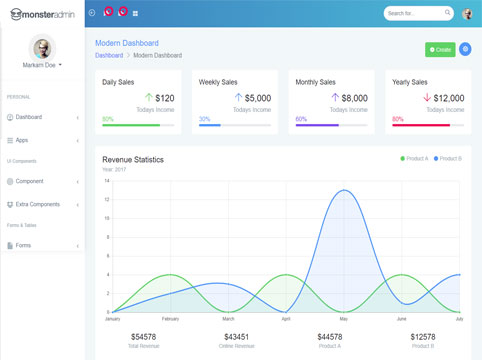 monsteradmin
Search for...
Markarn Doe
PERSONAL
Dashboard
Apps
UI Components
Component
Extra Components
Forms & Tables
Forms
Modern Dashboard
Dashboard > Modern Dashboard
Create
Daily Sales
$120
Todays Income
80%
Weekly Sales
$5,000
Todays Income
30%
Monthly Sales
$8,000
Todays Income
60%
Yearly Sales
$12,000
Todays Income
80%
Revenue Statistics
Year: 2017
Product A Product B
14
12
10
8
6
4
2
0
January February March April May June July
$54578 $43451 $44578 $12578
Total Revenue Online Revenue Product A Product B